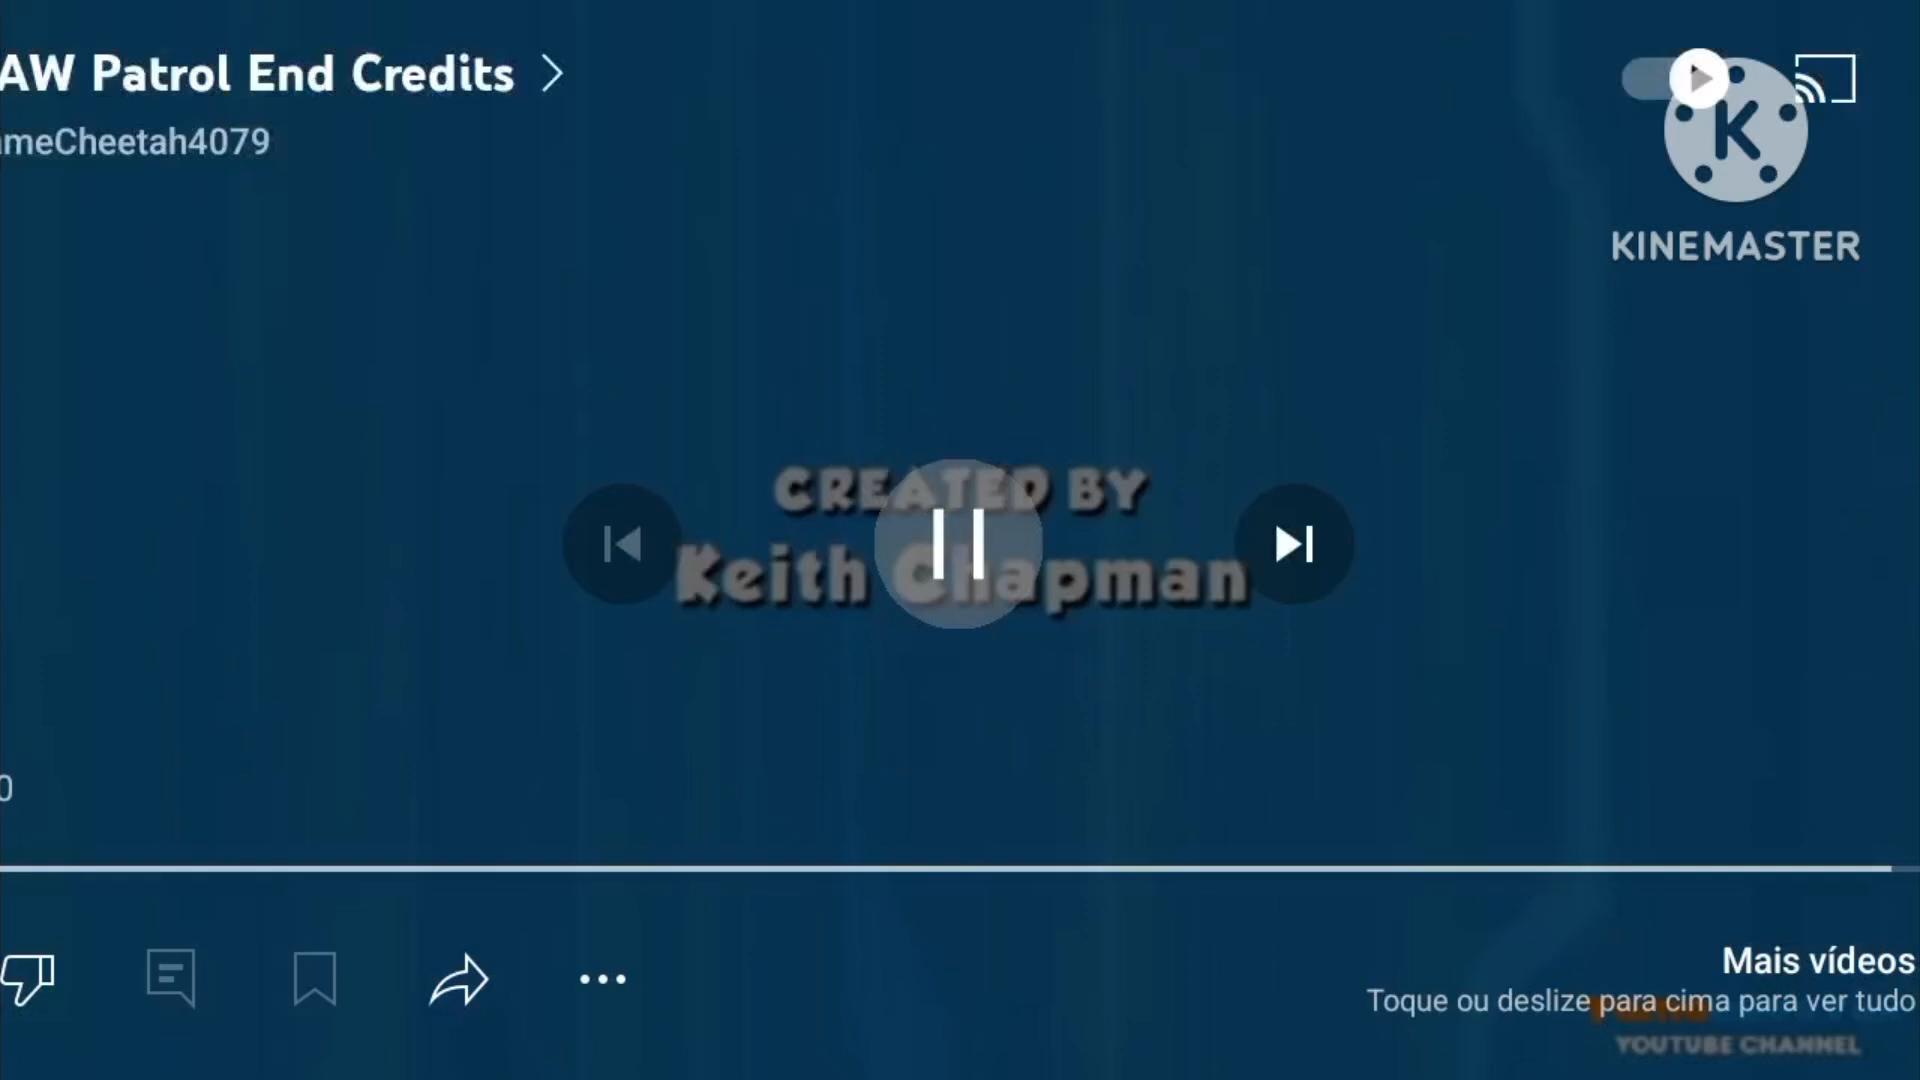 AW Patrol End Credits
meCheetah4079
K
KINEMASTER
CREATED BY
Keith Chapman
0
Mais vídeos
Toque ou deslize para cima para ver tudo
YOUTUBE CHANNEL